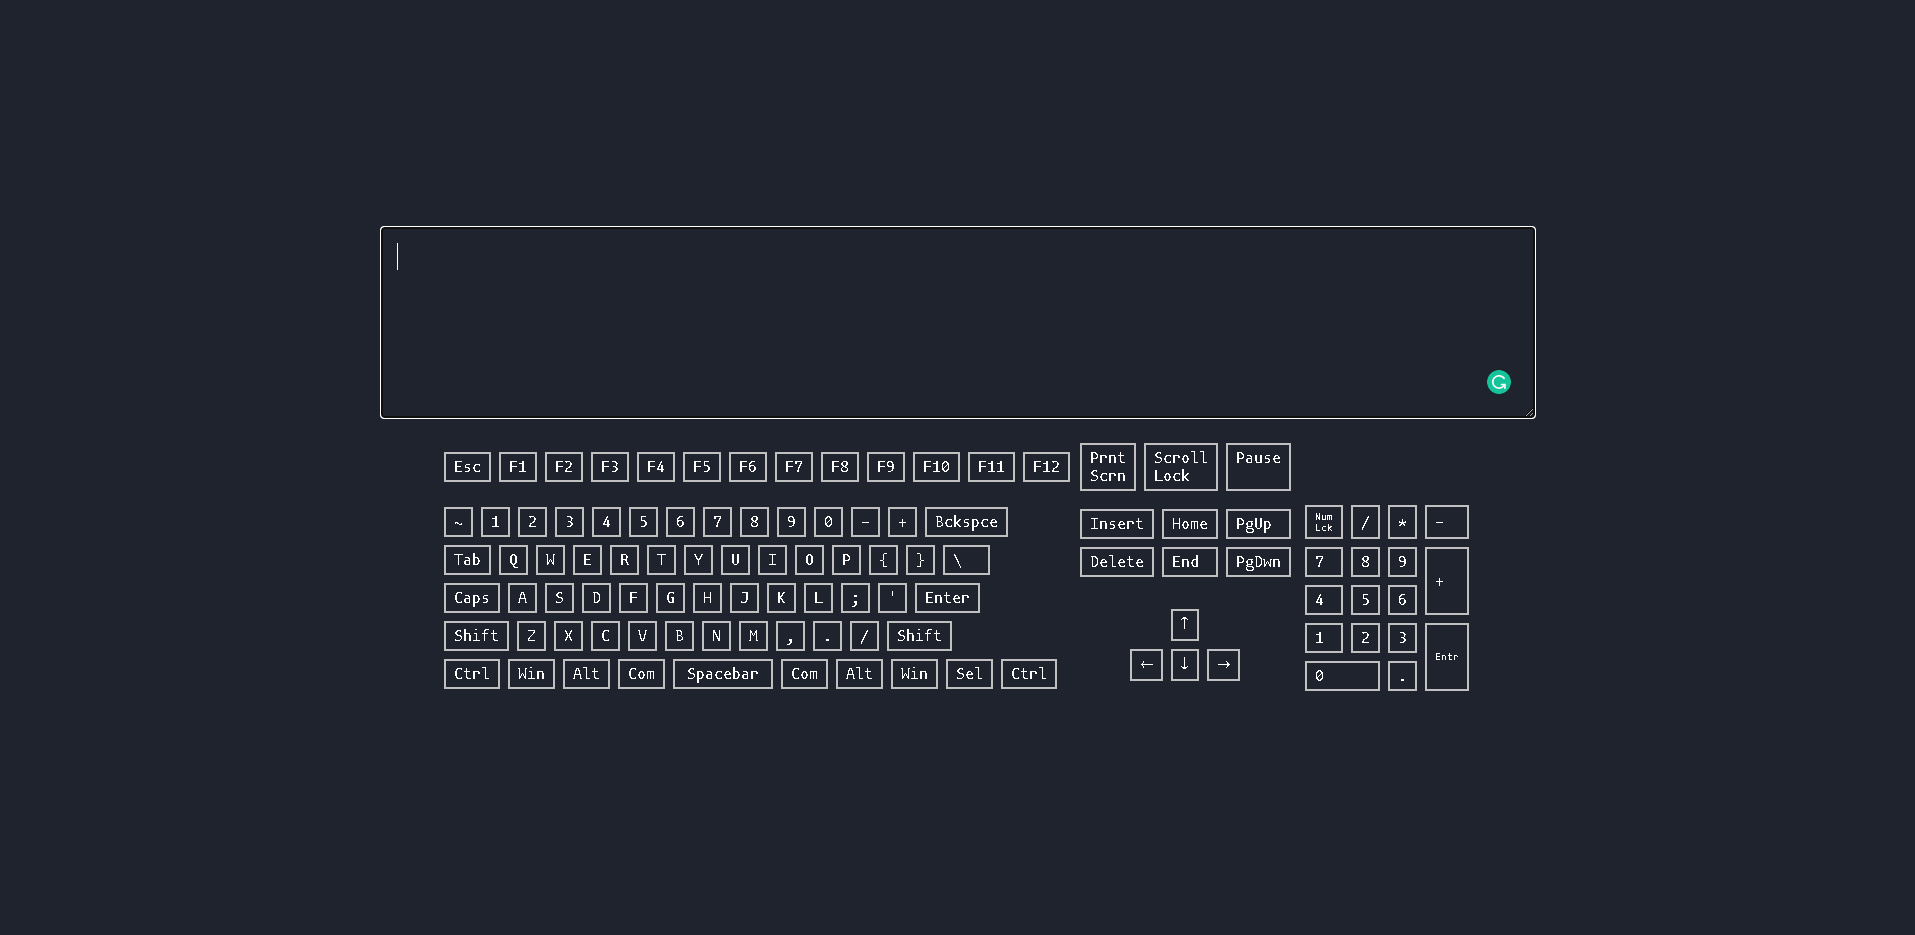 Esc F1 F2 F3 F4 F5 F6 F7 F8 F9 F10 F11 F12 Prnt Scrn Scroll Lock Pause
~ 1 2 3 4 5 6 7 8 9 0 - + Bckspce Insert Home PgUp Num Lck / * -
Tab Q W E R T Y U I O P { } \ Delete End PgDwn 7 8 9 +
Caps A S D F G H J K L ; ' Enter 4 5 6
Shift Z X C V B N M , . / Shift ↑ 1 2 3 Entr
Ctrl Win Alt Com Spacebar Com Alt Win Sel Ctrl ← ↓ → 0 .